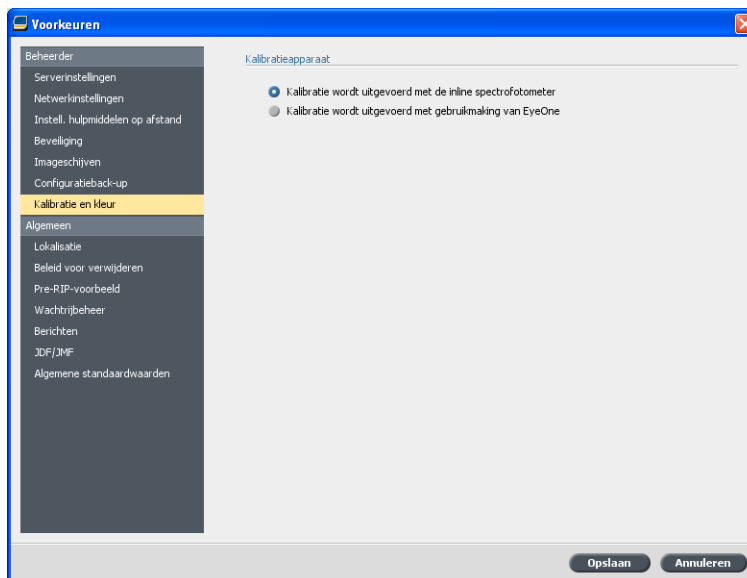 Voorkeuren
Beheerder
Serverinstellingen
Netwerkinstellingen
Instell. hulpmiddelen op afstand
Beveiliging
Imageschijven
Configuratieback-up
Kalibratie en kleur
Algemeen
Lokalisatie
Beleid voor verwijderen
Pre-RIP-voorbeeld
Wachtrijbeheer
Berichten
JDF/JMF
Algemene standaardwaarden
Kalibratieapparaat
Kalibratie wordt uitgevoerd met de inline spectrofotometer
Kalibratie wordt uitgevoerd met gebruikmaking van EyeOne
Opslaan
Annuleren